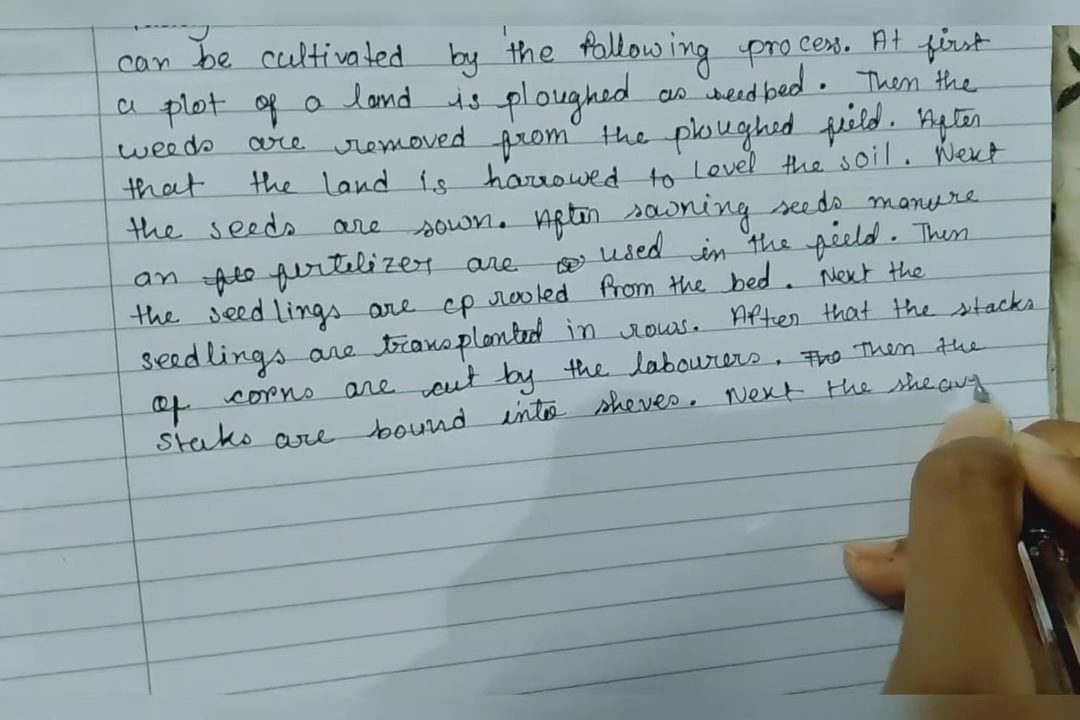 can be cultivated by the following process. At first
a plot of a land is ploughed as seedbed. Then the
weeds are removed from the ploughed field. After
that the land is harrowed to level the soil. Next
the seeds are sown. After sawning seeds manure
an fertelizer are used in the field. Then
the seedlings are up rooted from the bed. Next the
seedlings are transplanted in rows. After that the stacks
of corns are cut by the labourers. Then the
staks are bound into sheves. Next the sheavy